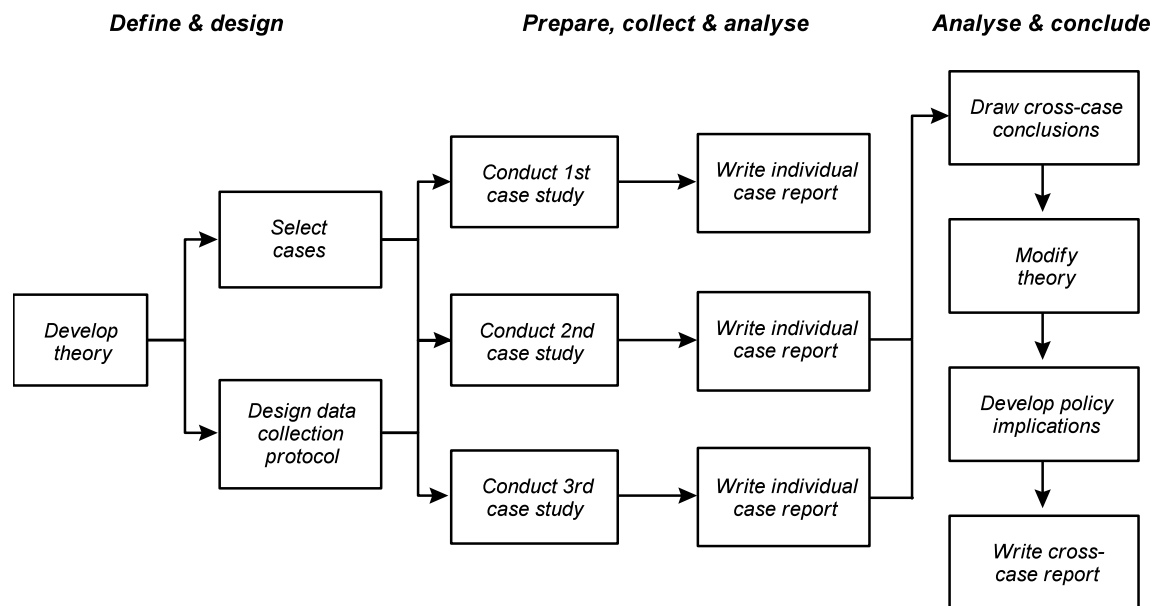 Define & design
Prepare, collect & analyse
Analyse & conclude
Develop
theory
Select
cases
Design data
collection
protocol
Conduct 1st
case study
Write individual
case report
Conduct 2nd
case study
Write individual
case report
Conduct 3rd
case study
Write individual
case report
Draw cross-case
conclusions
Modify
theory
Develop policy
implications
Write cross-
case report